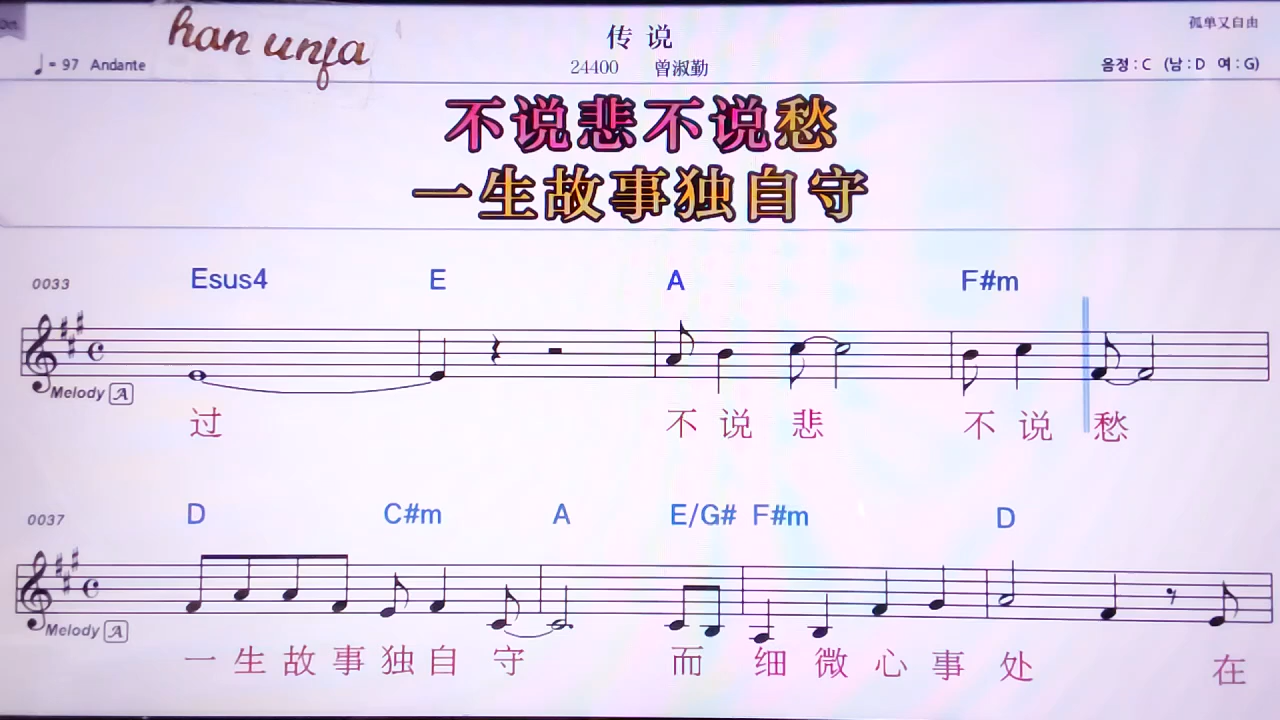 han unfa
传说
孤单又自由
♩= 97 Andante
24400 曾淑勤
음정 : C (남 : D 여 : G)
不说悲不说愁
一生故事独自守
0033 Esus4 E A F#m
Melody A
过 不 说 悲 不 说 愁
0037 D C#m A E/G# F#m D
Melody A
一 生 故 事 独 自 守 而 细 微 心 事 处 在